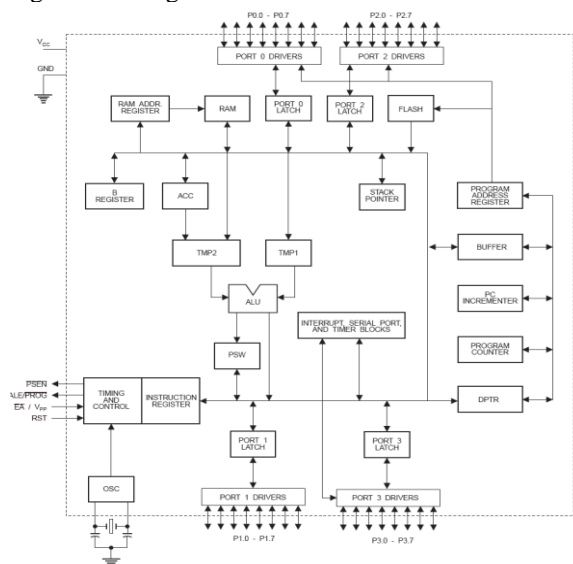 P0.0 - P0.7
P2.0 - P2.7
V_CC
GND
PORT 0 DRIVERS
PORT 2 DRIVERS
RAM ADDR.
REGISTER
RAM
PORT 0
LATCH
PORT 2
LATCH
FLASH
B
REGISTER
ACC
STACK
POINTER
PROGRAM
ADDRESS
REGISTER
TMP2
TMP1
BUFFER
ALU
PC
INCREMENTER
INTERRUPT, SERIAL PORT,
AND TIMER BLOCKS
PSW
PROGRAM
COUNTER
PSEN
ALE/PROG
EA / V_PP
RST
TIMING
AND
CONTROL
INSTRUCTION
REGISTER
DPTR
PORT 1
LATCH
PORT 3
LATCH
OSC
PORT 1 DRIVERS
PORT 3 DRIVERS
P1.0 - P1.7
P3.0 - P3.7